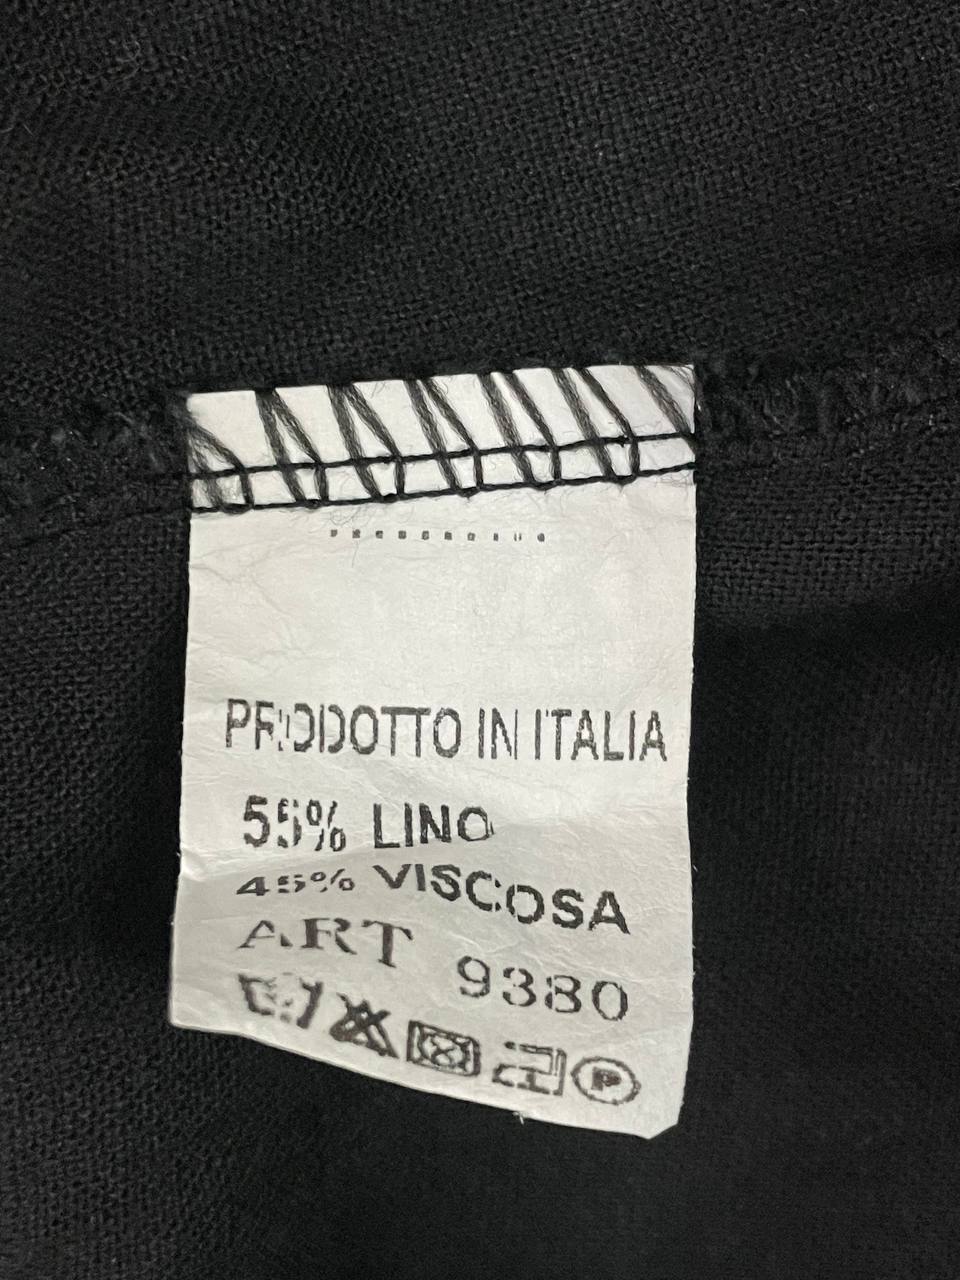 PRODOTTO IN ITALIA
55% LINO
45% VISCOSA
ART 9380
P